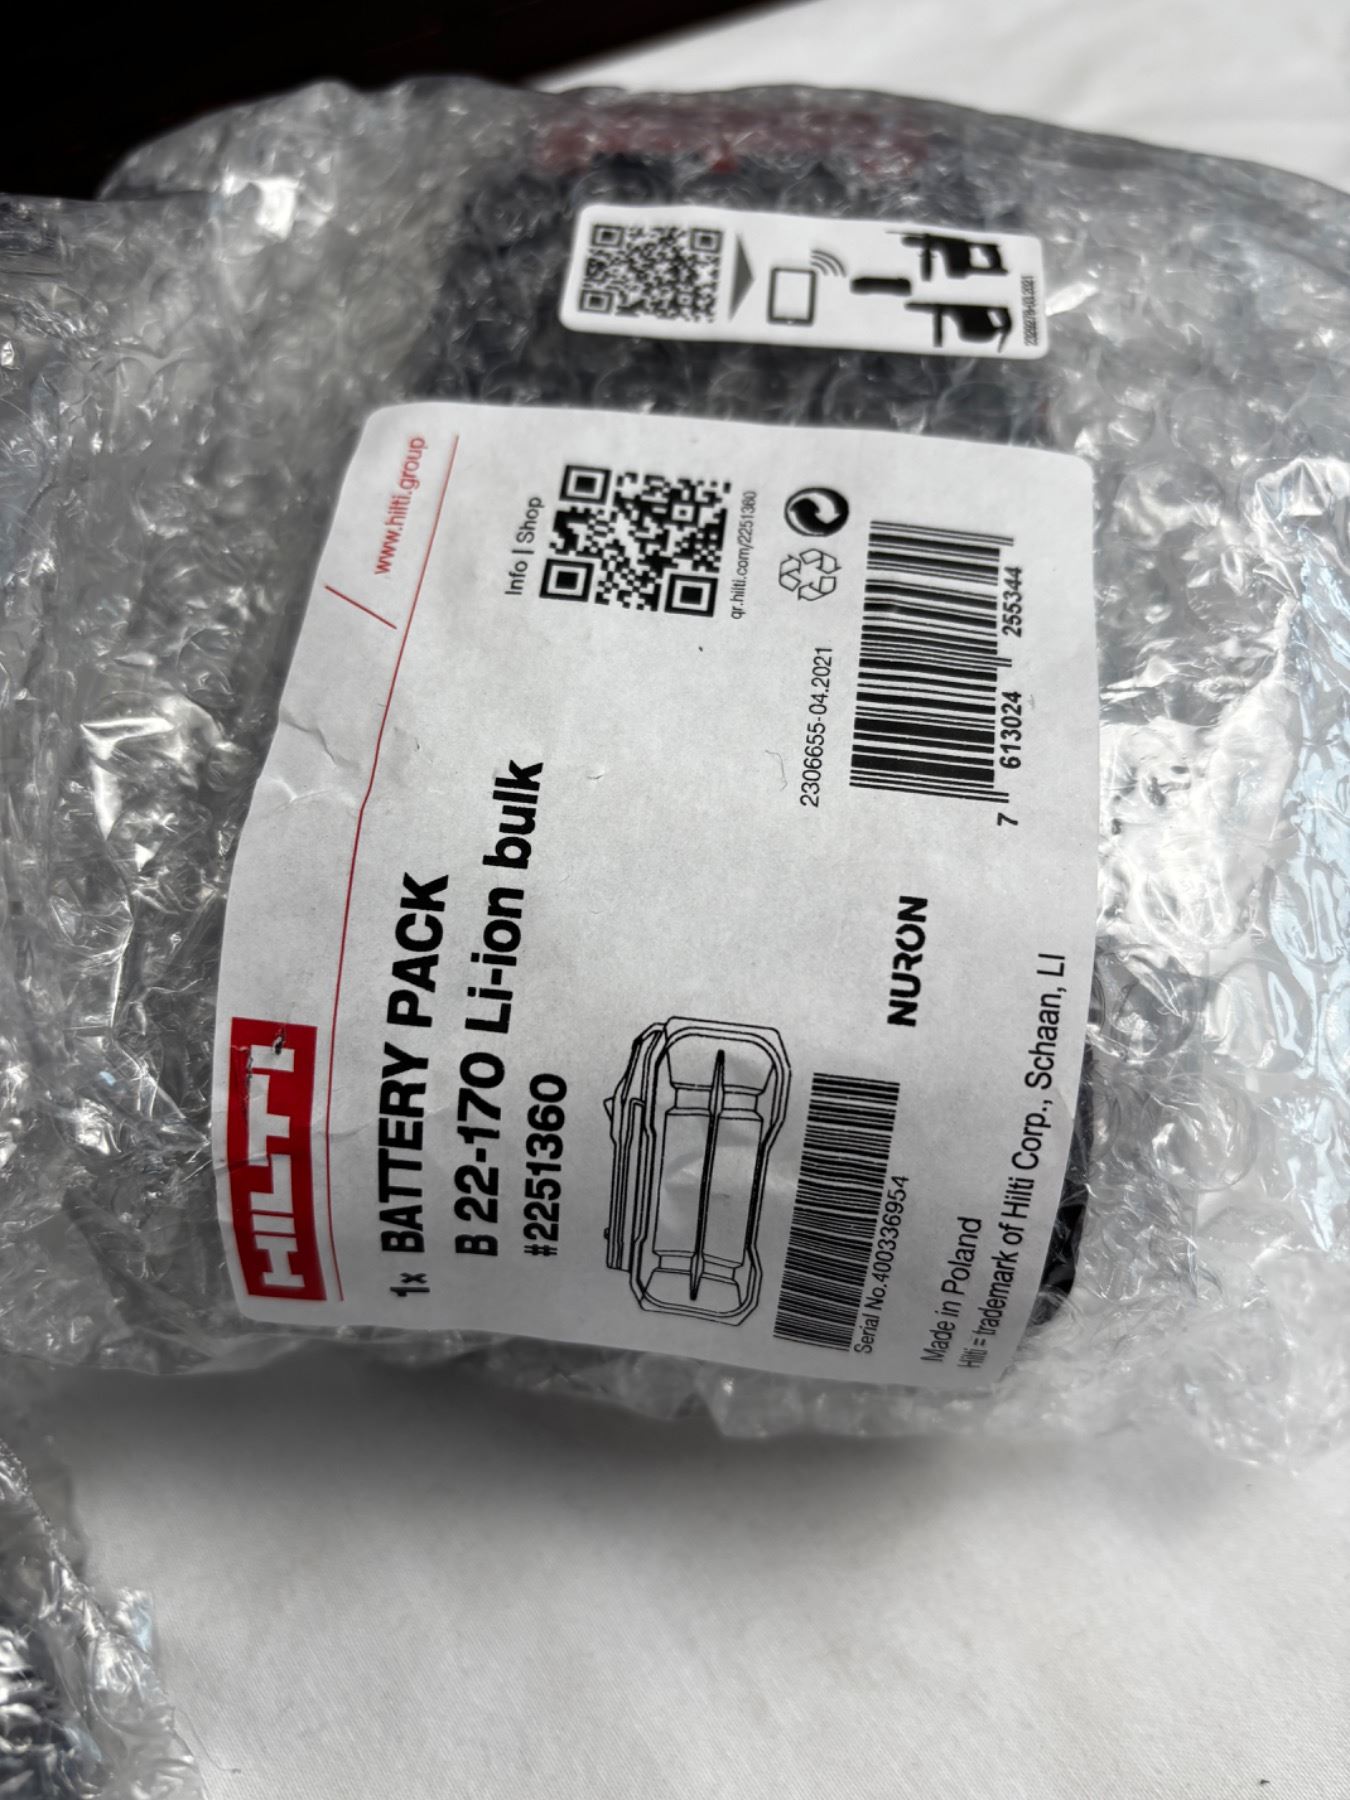 HILTI
www.hilti.group
1x BATTERY PACK
B 22-170 Li-ion bulk
#2251360
Info | Shop
qr.hilti.com/2251360
2306655-04.2021
7 613024 255344
NURON
Serial No.400336954
Made in Poland
Hilti = trademark of Hilti Corp., Schaan, LI